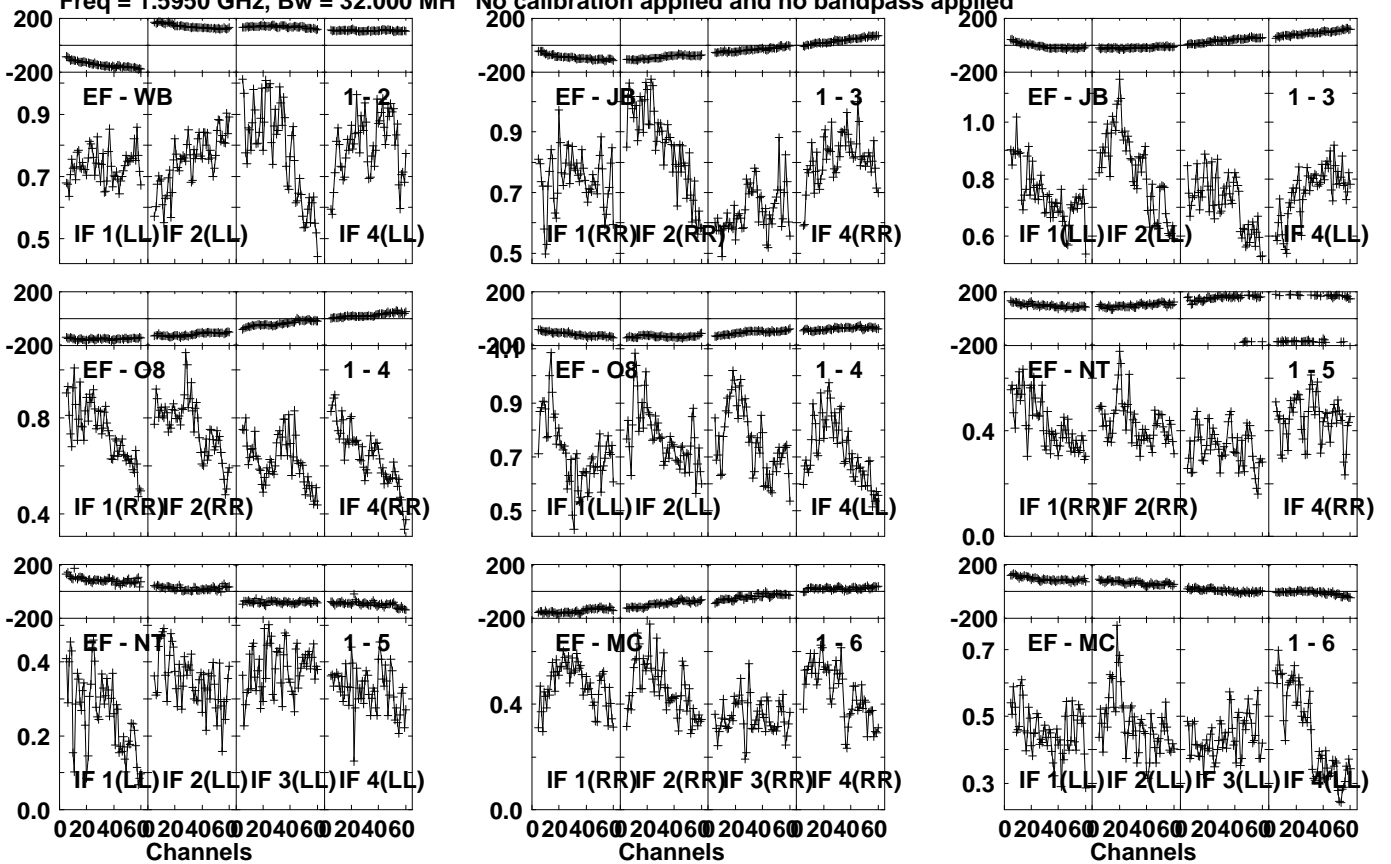 Freq = 1.5950 GHz, Bw = 32.000 MH No calibration applied and no bandpass applied
200
-200
EF - WB 1 - 2
0.9
0.7
0.5
IF 1(LL) IF 2(LL) IF 4(LL)
200
-200
EF - JB 1 - 3
0.9
0.7
0.5
IF 1(RR) IF 2(RR) IF 4(RR)
200
-200
EF - JB 1 - 3
1.0
0.8
0.6
IF 1(LL) IF 2(LL) IF 4(LL)
200
-200
EF - O8 1 - 4
0.8
0.4
IF 1(RR) IF 2(RR) IF 4(RR)
200
-200
EF - O8 1 - 4
0.9
0.7
0.5
IF 1(LL) IF 2(LL) IF 4(LL)
200
-200
EF - NT 1 - 5
0.4
0.0
IF 1(RR) IF 2(RR) IF 4(RR)
200
-200
EF - NT 1 - 5
0.4
0.2
0.0
IF 1(LL) IF 2(LL) IF 3(LL) IF 4(LL)
0 20 40 60 0 20 40 60 0 20 40 60 0 20 40 60
Channels
200
-200
EF - MC 1 - 6
0.4
IF 1(RR) IF 2(RR) IF 3(RR) IF 4(RR)
0 20 40 60 0 20 40 60 0 20 40 60 0 20 40 60
Channels
200
-200
EF - MC 1 - 6
0.7
0.5
0.3
IF 1(LL) IF 2(LL) IF 3(LL) IF 4(LL)
0 20 40 60 0 20 40 60 0 20 40 60 0 20 40 60
Channels